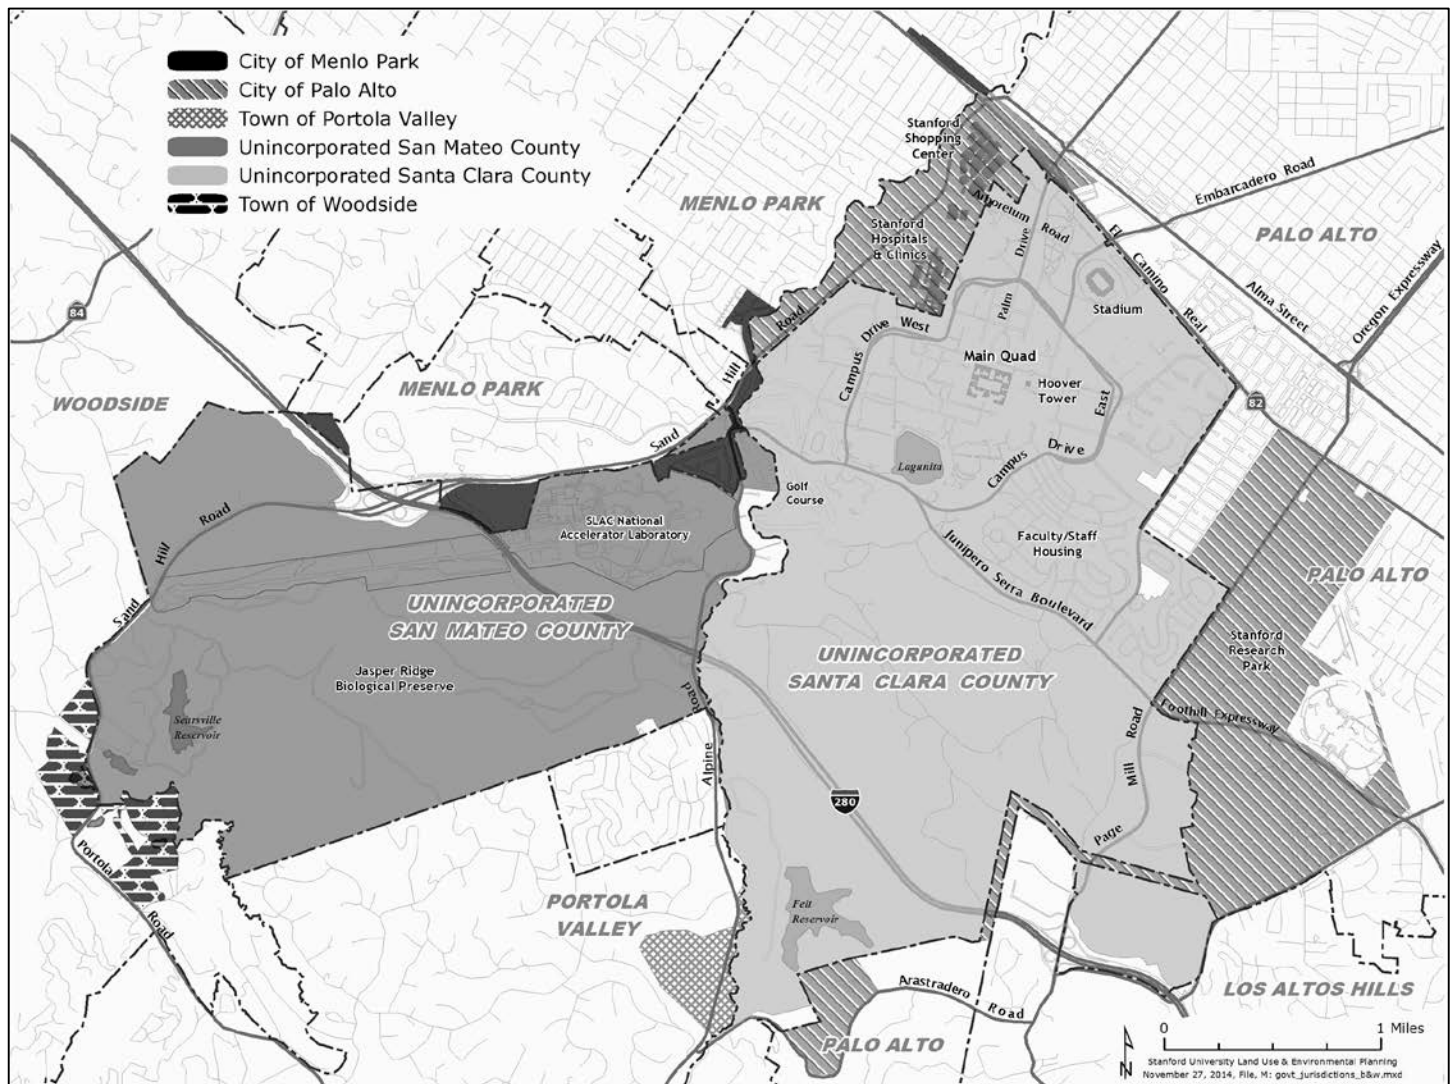 City of Menlo Park
City of Palo Alto
Town of Portola Valley
Unincorporated San Mateo County
Unincorporated Santa Clara County
Town of Woodside
Stanford
Shopping
Center
Embarcadero Road
MENLO PARK
Arboretum Road
PALO ALTO
Stanford
Hospitals
& Clinics
Palm Drive
El Camino Real
Alma Street
Oregon Expressway
84
Stadium
Sand Hill Road
Campus Drive West
Main Quad
WOODSIDE
MENLO PARK
Hoover
Tower
82
Campus Drive East
Lagunita
Golf
Course
SLAC National
Accelerator Laboratory
Faculty/Staff
Housing
Sand Hill Road
Junipero Serra Boulevard
PALO ALTO
UNINCORPORATED
SAN MATEO COUNTY
Stanford
Research
Park
UNINCORPORATED
SANTA CLARA COUNTY
Jasper Ridge
Biological Preserve
Searsville
Reservoir
Alpine Road
Foothill Expressway
Page Mill Road
280
Portola Road
PORTOLA
VALLEY
Felt
Reservoir
Arastradero Road
LOS ALTOS HILLS
PALO ALTO
0 1 Miles
N
Stanford University Land Use & Environmental Planning
November 27, 2014, File, M: govt_jurisdictions_b&w.mxd